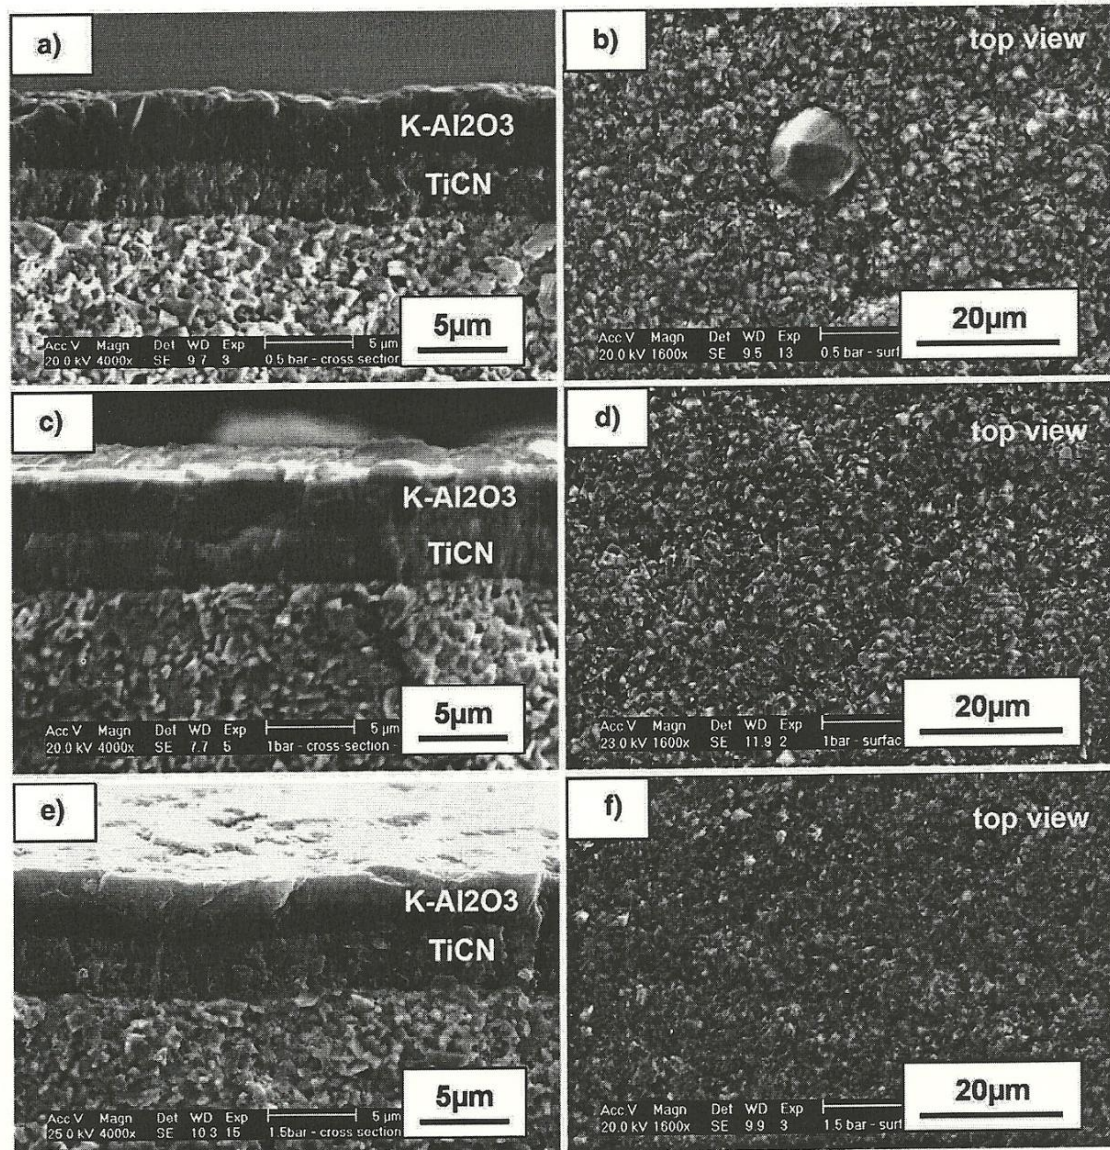 a)
K-Al2O3
TiCN
5µm
Acc V Magn Det WD Exp 5 µm
20.0 kV 4000x SE 9.7 3 0.5 bar - cross section
5µm
b)
top view
20µm
Acc V Magn Det WD Exp
20.0 kV 1600x SE 9.5 13 0.5 bar - surf
c)
K-Al2O3
TiCN
5µm
Acc V Magn Det WD Exp 5 µm
20.0 kV 4000x SE 7.7 5 1bar - cross-section
d)
top view
20µm
Acc V Magn Det WD Exp
23.0 kV 1600x SE 11.9 2 1bar - surfac
e)
K-Al2O3
TiCN
5µm
Acc V Magn Det WD Exp 5 µm
25.0 kV 4000x SE 10.3 15 1.5bar - cross section
f)
top view
20µm
Acc V Magn Det WD Exp
20.0 kV 1600x SE 9.9 3 1.5 bar - surf